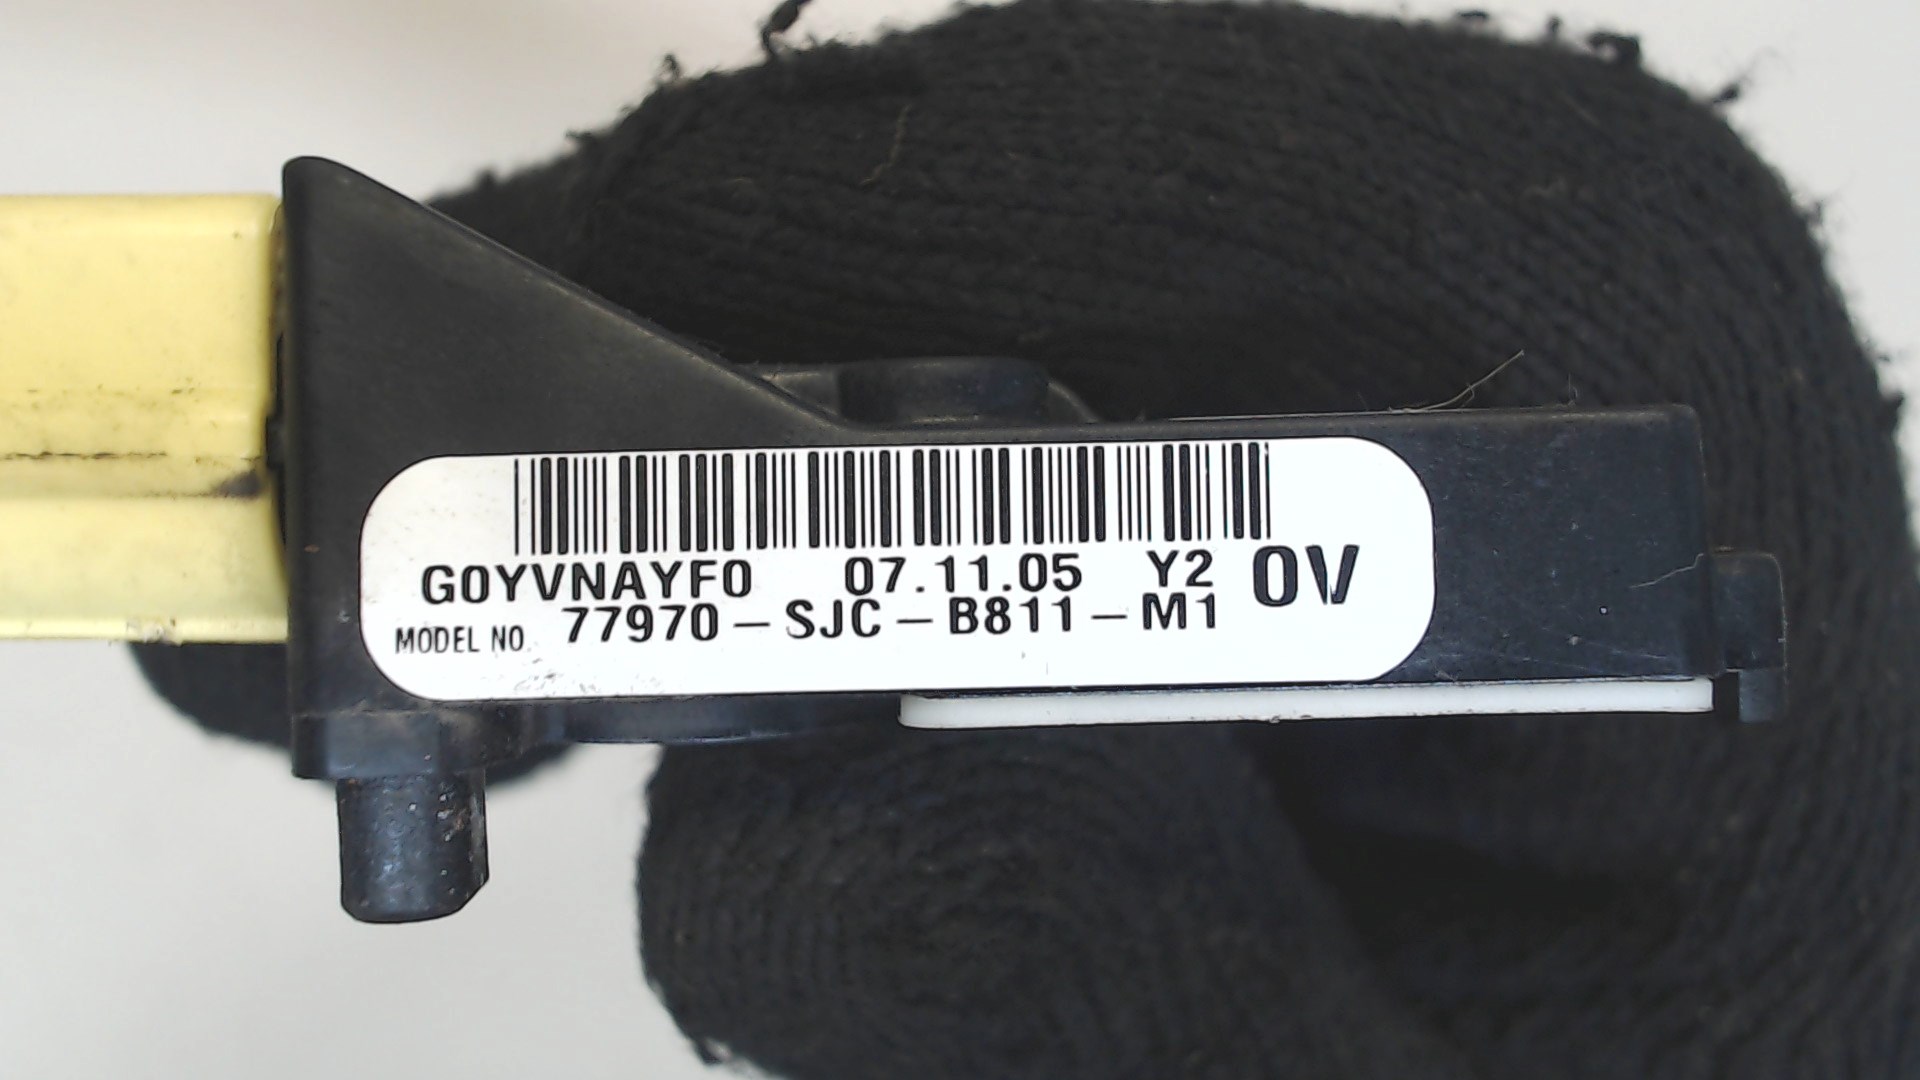 G0YVNAYF0 07.11.05 Y2 0V
MODEL NO. 77970-SJC-B811-M1